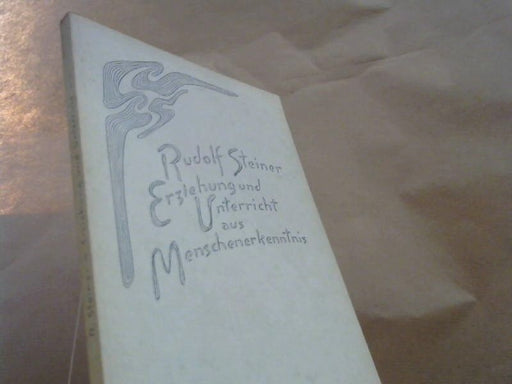 Rudolf Steiner
Erziehung und
Unterricht
aus
Menschenerkenntnis